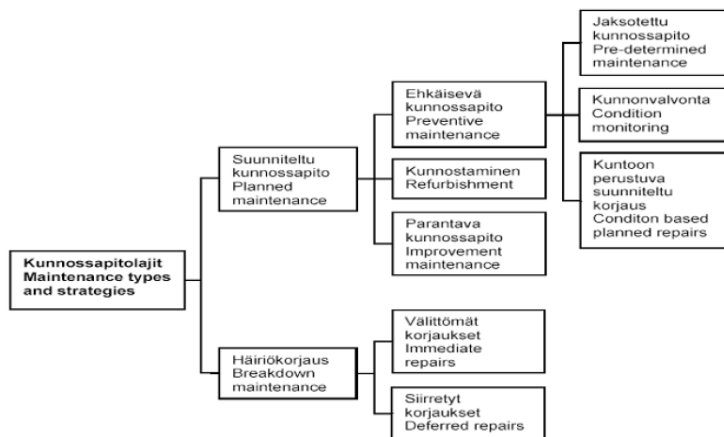 Kunnossapitolajit
Maintenance types
and strategies
Suunniteltu
kunnossapito
Planned
maintenance
Ehkäisevä
kunnossapito
Preventive
maintenance
Jaksotettu
kunnossapito
Pre-determined
maintenance
Kunnonvalvonta
Condition
monitoring
Kuntoon
perustuva
suunniteltu
korjaus
Conditon based
planned repairs
Kunnostaminen
Refurbishment
Parantava
kunnossapito
Improvement
maintenance
Häiriökorjaus
Breakdown
maintenance
Välittömät
korjaukset
Immediate
repairs
Siirretyt
korjaukset
Deferred repairs